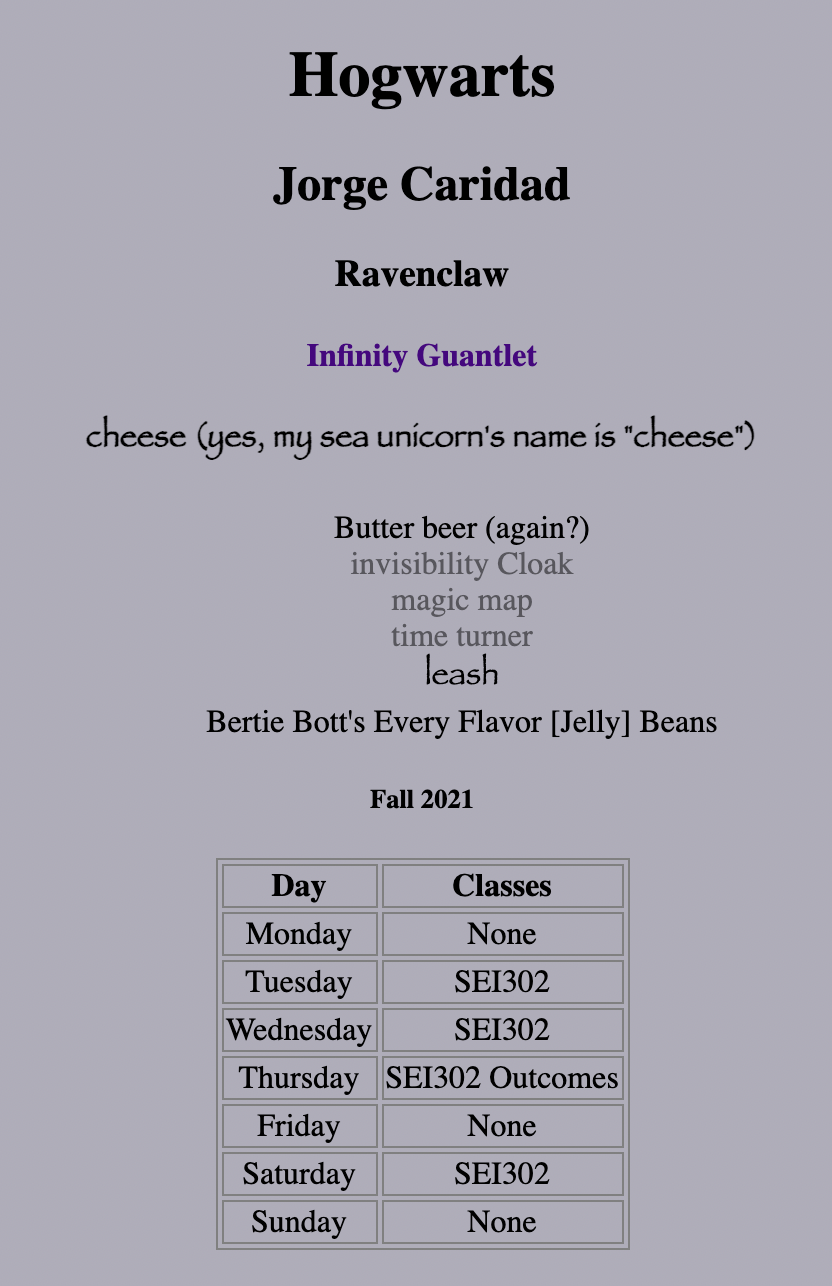 Hogwarts
Jorge Caridad
Ravenclaw
Infinity Guantlet
cheese (yes, my sea unicorn's name is "cheese")
Butter beer (again?)
invisibility Cloak
magic map
time turner
leash
Bertie Bott's Every Flavor [Jelly] Beans
Fall 2021
Day Classes
Monday None
Tuesday SEI302
Wednesday SEI302
Thursday SEI302 Outcomes
Friday None
Saturday SEI302
Sunday None